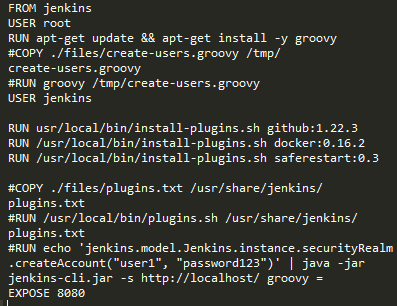 FROM jenkins
USER root
RUN apt-get update && apt-get install -y groovy
#COPY ./files/create-users.groovy /tmp/
create-users.groovy
#RUN groovy /tmp/create-users.groovy
USER jenkins
RUN usr/local/bin/install-plugins.sh github:1.22.3
RUN /usr/local/bin/install-plugins.sh docker:0.16.2
RUN /usr/local/bin/install-plugins.sh saferestart:0.3
#COPY ./files/plugins.txt /usr/share/jenkins/
plugins.txt
#RUN /usr/local/bin/plugins.sh /usr/share/jenkins/
plugins.txt
#RUN echo 'jenkins.model.Jenkins.instance.securityRealm
.createAccount("user1", "password123")' | java -jar
jenkins-cli.jar -s http://localhost/ groovy =
EXPOSE 8080